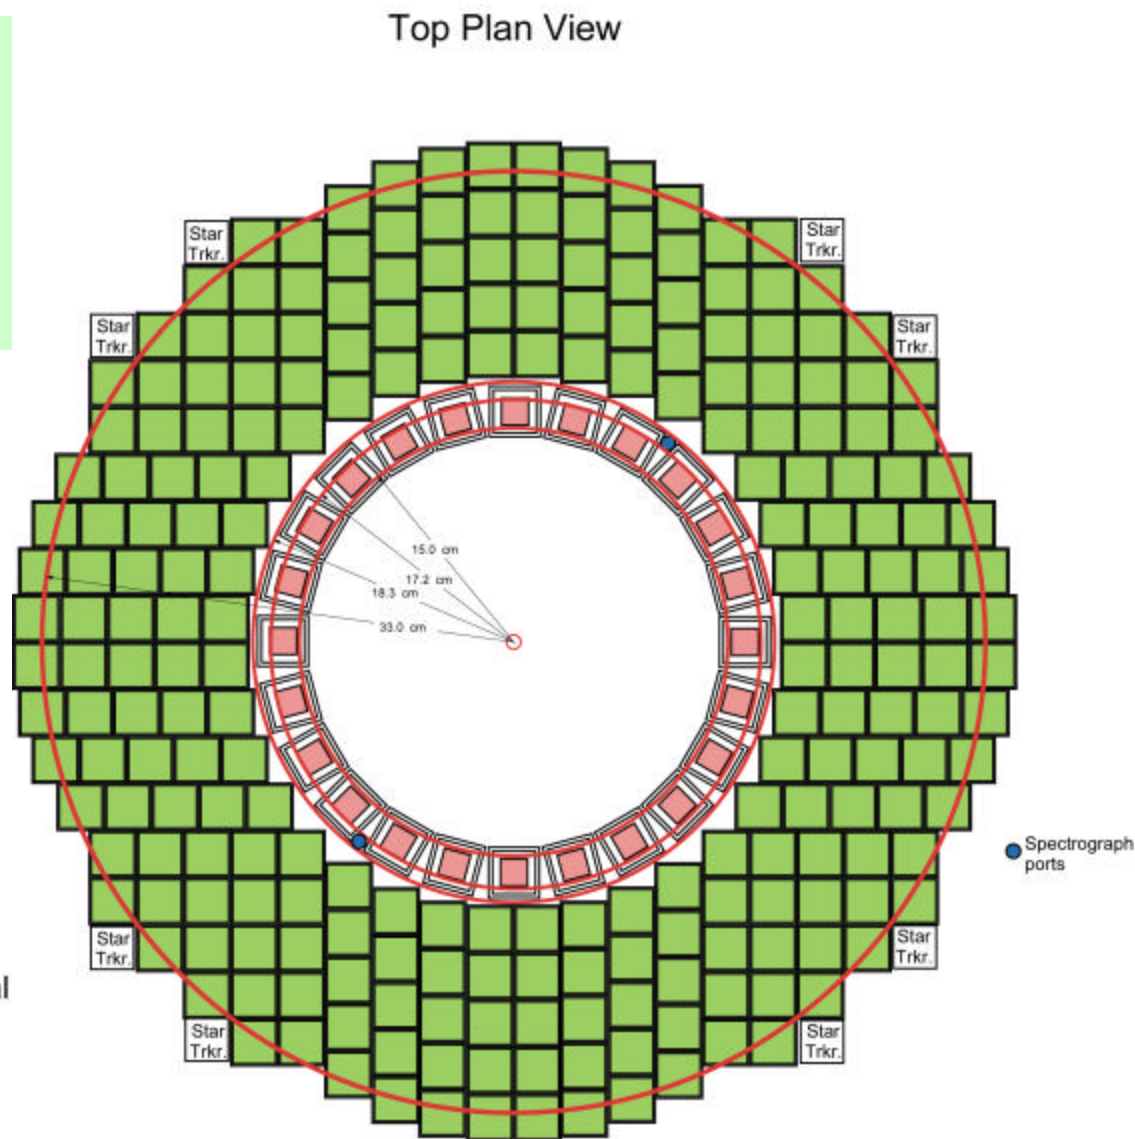 Top Plan View
Star
Trkr.
Star
Trkr.
Star
Trkr.
Star
Trkr.
15.0 cm
17.2 cm
18.3 cm
33.0 cm
Spectrograph
ports
Star
Trkr.
Star
Trkr.
l
Star
Trkr.
Star
Trkr.